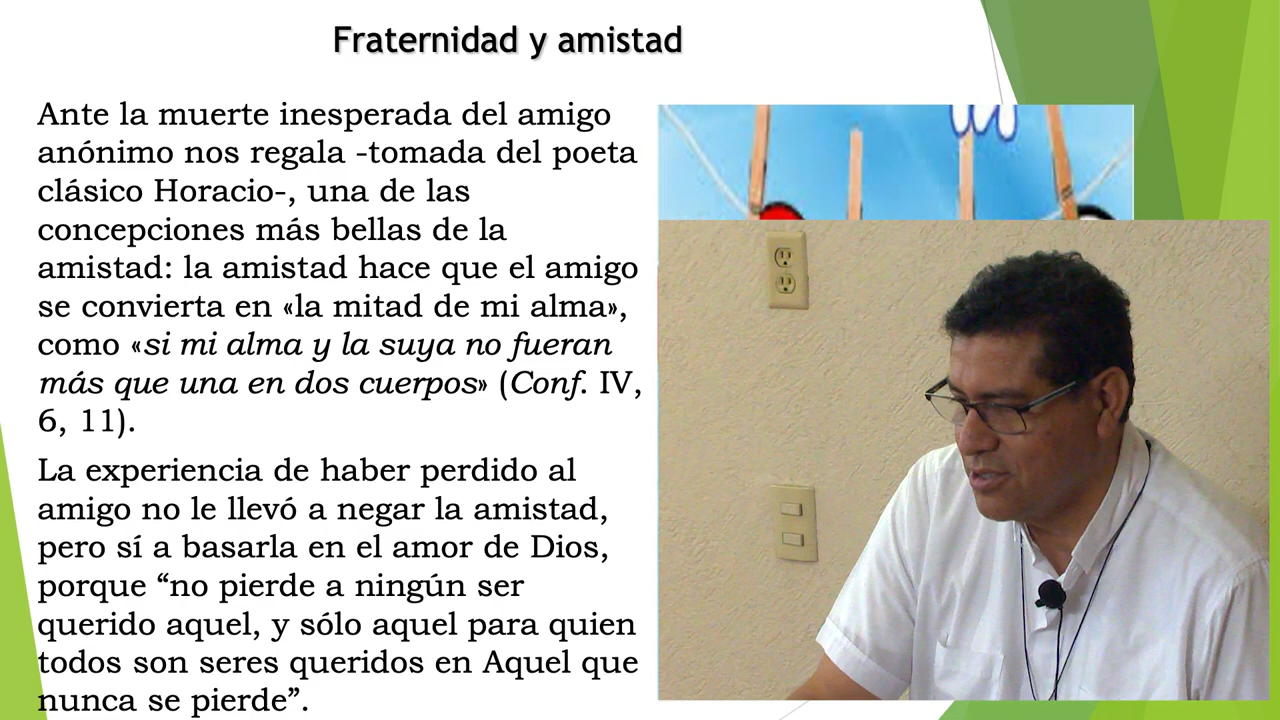 Fraternidad y amistad
Ante la muerte inesperada del amigo
anónimo nos regala -tomada del poeta
clásico Horacio-, una de las
concepciones más bellas de la
amistad: la amistad hace que el amigo
se convierta en «la mitad de mi alma»,
como «si mi alma y la suya no fueran
más que una en dos cuerpos» (Conf. IV,
6, 11).
La experiencia de haber perdido al
amigo no le llevó a negar la amistad,
pero sí a basarla en el amor de Dios,
porque “no pierde a ningún ser
querido aquel, y sólo aquel para quien
todos son seres queridos en Aquel que
nunca se pierde”.